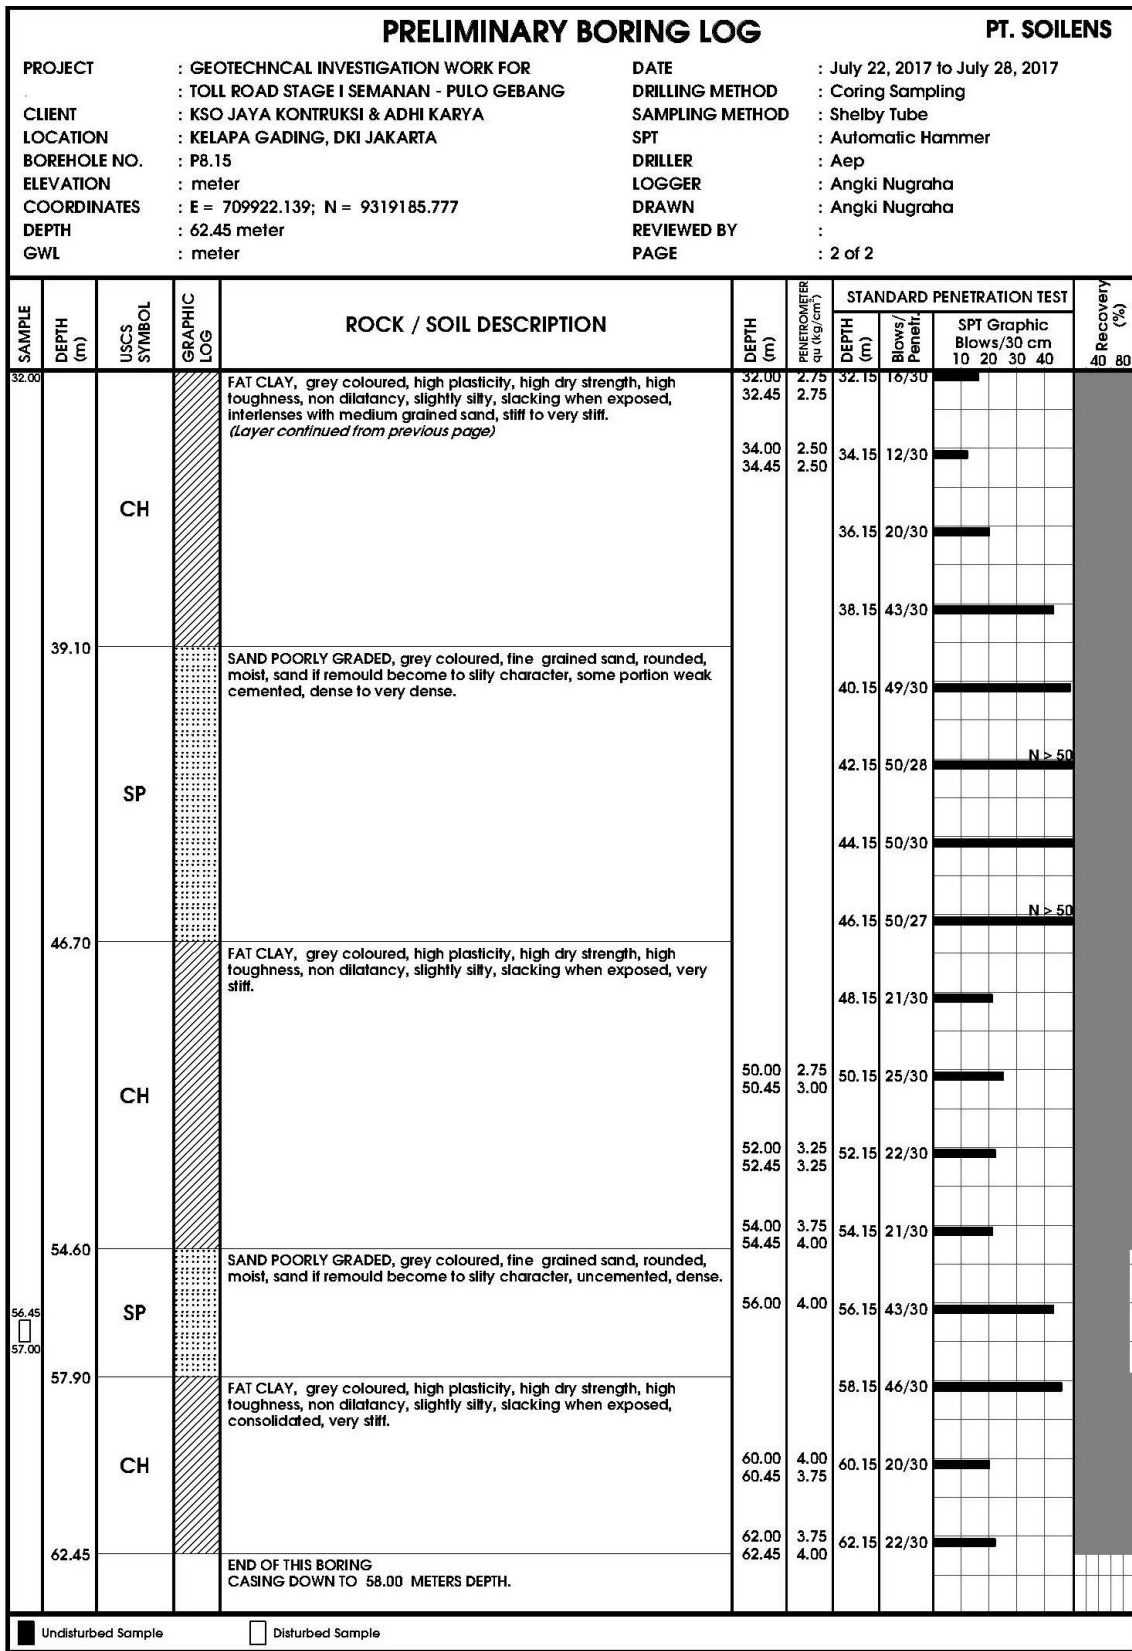 PRELIMINARY BORING LOG
PT. SOILENS
PROJECT : GEOTECHNCAL INVESTIGATION WORK FOR
: TOLL ROAD STAGE I SEMANAN - PULO GEBANG
CLIENT : KSO JAYA KONTRUKSI & ADHI KARYA
LOCATION : KELAPA GADING, DKI JAKARTA
BOREHOLE NO. : P8.15
ELEVATION : meter
COORDINATES : E = 709922.139; N = 9319185.777
DEPTH : 62.45 meter
GWL : meter
DATE : July 22, 2017 to July 28, 2017
DRILLING METHOD : Coring Sampling
SAMPLING METHOD : Shelby Tube
SPT : Automatic Hammer
DRILLER : Aep
LOGGER : Angki Nugraha
DRAWN : Angki Nugraha
REVIEWED BY :
PAGE : 2 of 2
SAMPLE
DEPTH (m)
USCS SYMBOL
GRAPHIC LOG
ROCK / SOIL DESCRIPTION
DEPTH (m)
PENETROMETER qu (kg/cm²)
STANDARD PENETRATION TEST
DEPTH (m)
Blows/ Penetr.
SPT Graphic
Blows/30 cm
10 20 30 40
Recovery (%)
40 80
32.00
FAT CLAY, grey coloured, high plasticity, high dry strength, high
toughness, non dilatancy, slightly silty, slacking when exposed,
interlenses with medium grained sand, stiff to very stiff.
(Layer continued from previous page)
CH
32.00 2.75 32.15 16/30
32.45 2.75
34.00 2.50 34.15 12/30
34.45 2.50
36.15 20/30
38.15 43/30
39.10
SAND POORLY GRADED, grey coloured, fine grained sand, rounded,
moist, sand if remould become to slity character, some portion weak
cemented, dense to very dense.
SP
40.15 49/30
42.15 50/28 N > 50
44.15 50/30
46.15 50/27 N > 50
46.70
FAT CLAY, grey coloured, high plasticity, high dry strength, high
toughness, non dilatancy, slightly silty, slacking when exposed, very
stiff.
CH
48.15 21/30
50.00 2.75 50.15 25/30
50.45 3.00
52.00 3.25 52.15 22/30
52.45 3.25
54.00 3.75 54.15 21/30
54.45 4.00
54.60
SAND POORLY GRADED, grey coloured, fine grained sand, rounded,
moist, sand if remould become to slity character, uncemented, dense.
SP
56.00 4.00 56.15 43/30
56.45
57.00
57.90
FAT CLAY, grey coloured, high plasticity, high dry strength, high
toughness, non dilatancy, slightly silty, slacking when exposed,
consolidated, very stiff.
CH
58.15 46/30
60.00 4.00 60.15 20/30
60.45 3.75
62.00 3.75 62.15 22/30
62.45 4.00
62.45
END OF THIS BORING
CASING DOWN TO 58.00 METERS DEPTH.
Undisturbed Sample
Disturbed Sample